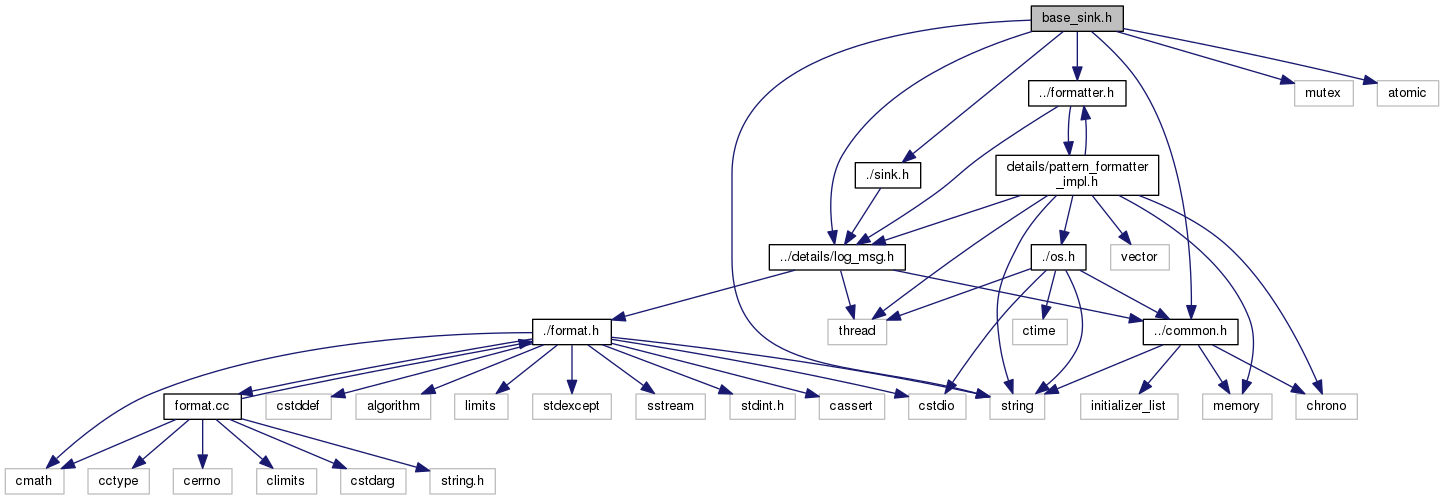 base_sink.h
../formatter.h
mutex
atomic
./sink.h
details/pattern_formatter
_impl.h
../details/log_msg.h
./os.h
vector
./format.h
thread
ctime
../common.h
format.cc
cstddef
algorithm
limits
stdexcept
sstream
stdint.h
cassert
cstdio
string
initializer_list
memory
chrono
cmath
cctype
cerrno
climits
cstdarg
string.h